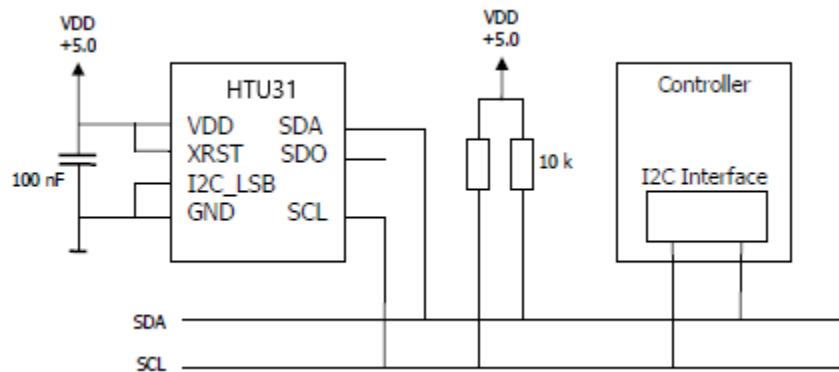 VDD
+5.0
100 nF
HTU31
VDD SDA
XRST SDO
I2C_LSB
GND SCL
VDD
+5.0
10 k
Controller
I2C Interface
SDA
SCL